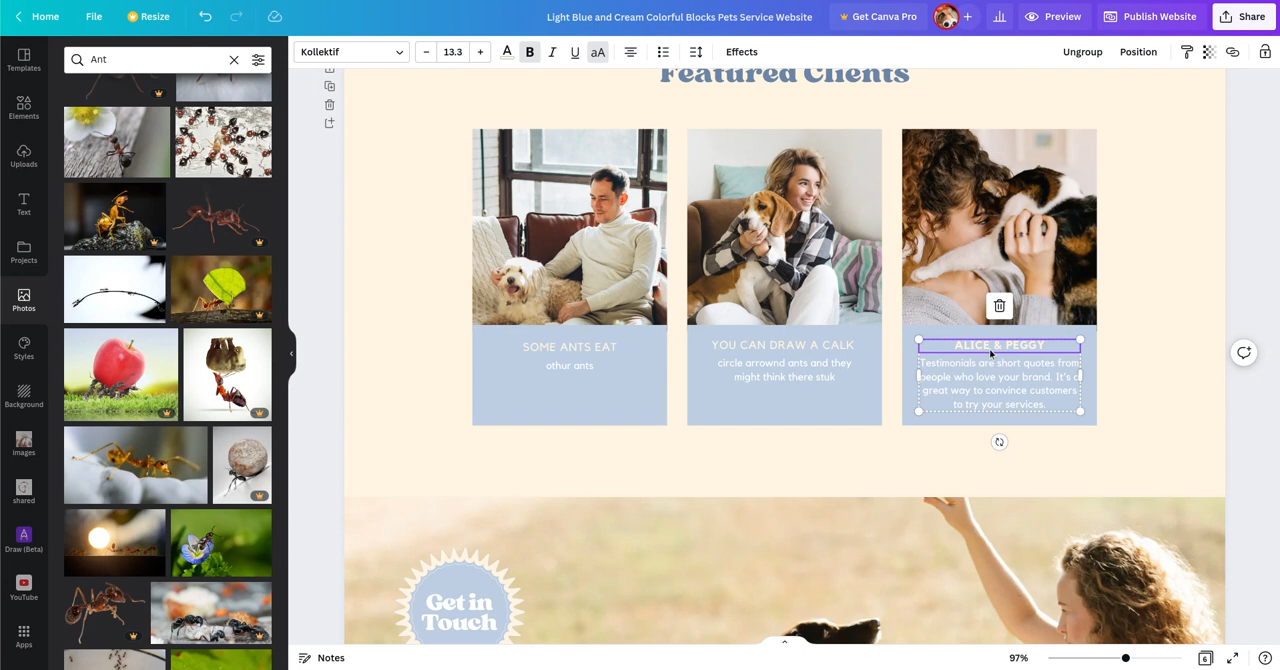 Home
File
Resize
Light Blue and Cream Colorful Blocks Pets Service Website
Get Canva Pro
Preview
Publish Website
Share
Templates
Elements
Uploads
Text
Projects
Photos
Styles
Background
Images
shared
Draw (Beta)
YouTube
Apps
Ant
Kollektif
13.3
A
B
I
U
aA
Effects
Ungroup
Position
Featured Clients
SOME ANTS EAT
othur ants
YOU CAN DRAW A CALK
circle arrownd ants and they
might think there stuk
ALICE & PEGGY
Testimonials are short quotes from
people who love your brand. It's a
great way to convince customers
to try your services.
Get in
Touch
Notes
97%
6